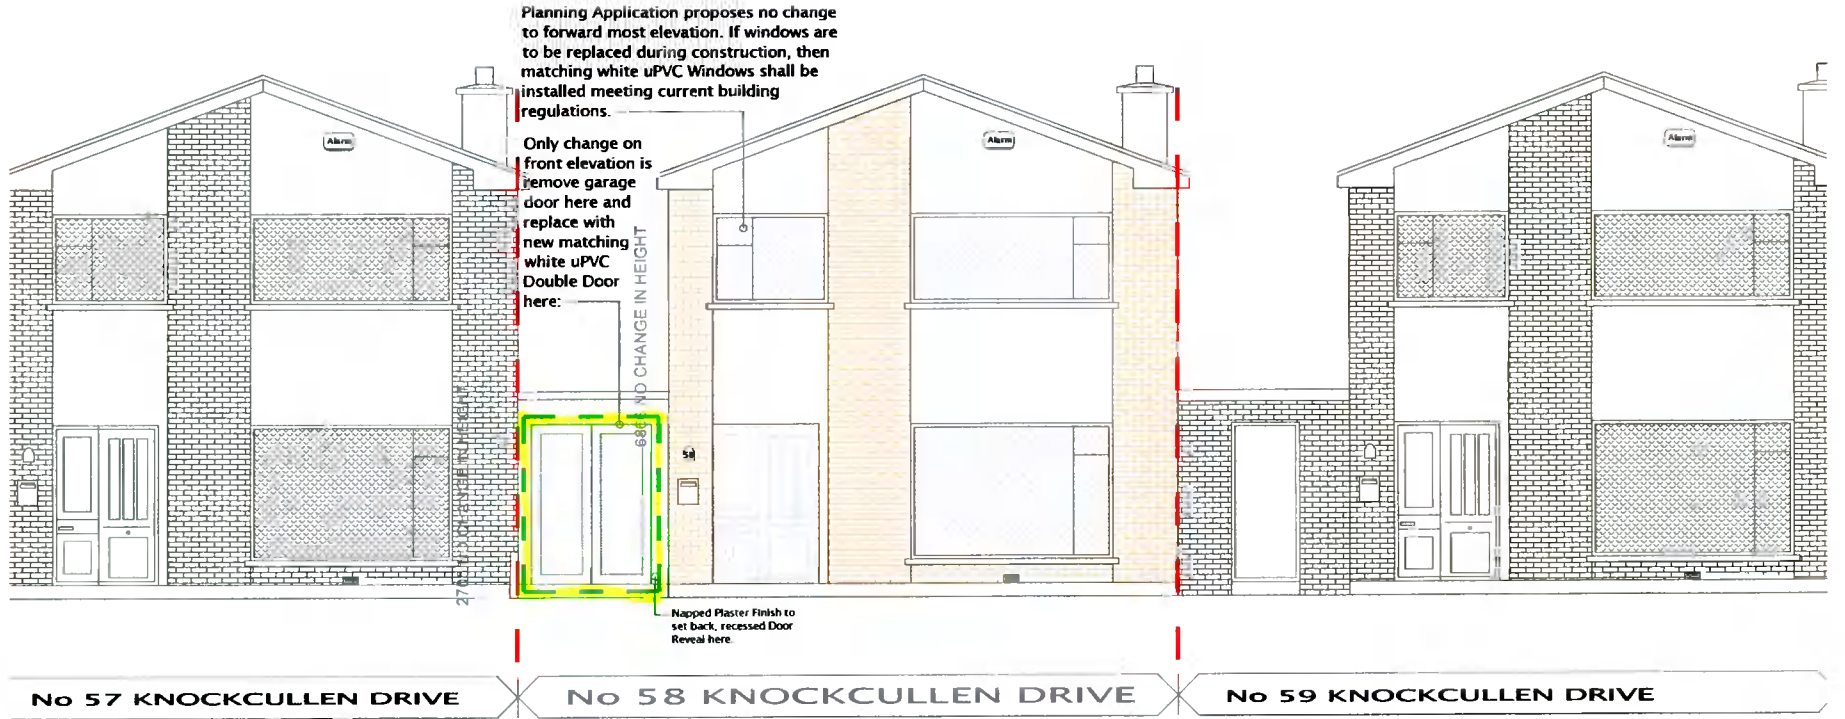 Planning Application proposes no change
to forward most elevation. If windows are
to be replaced during construction, then
matching white uPVC Windows shall be
installed meeting current building
regulations.
Only change on
front elevation is
remove garage
door here and
replace with
new matching
white uPVC
Double Door
here:
Alarm
Alarm
Alarm
NO CHANGE IN HEIGHT
IN HEIGHT
58
Napped Plaster Finish to
set back, recessed Door
Reveal here.
No 57 KNOCKCULLEN DRIVE
No 58 KNOCKCULLEN DRIVE
No 59 KNOCKCULLEN DRIVE